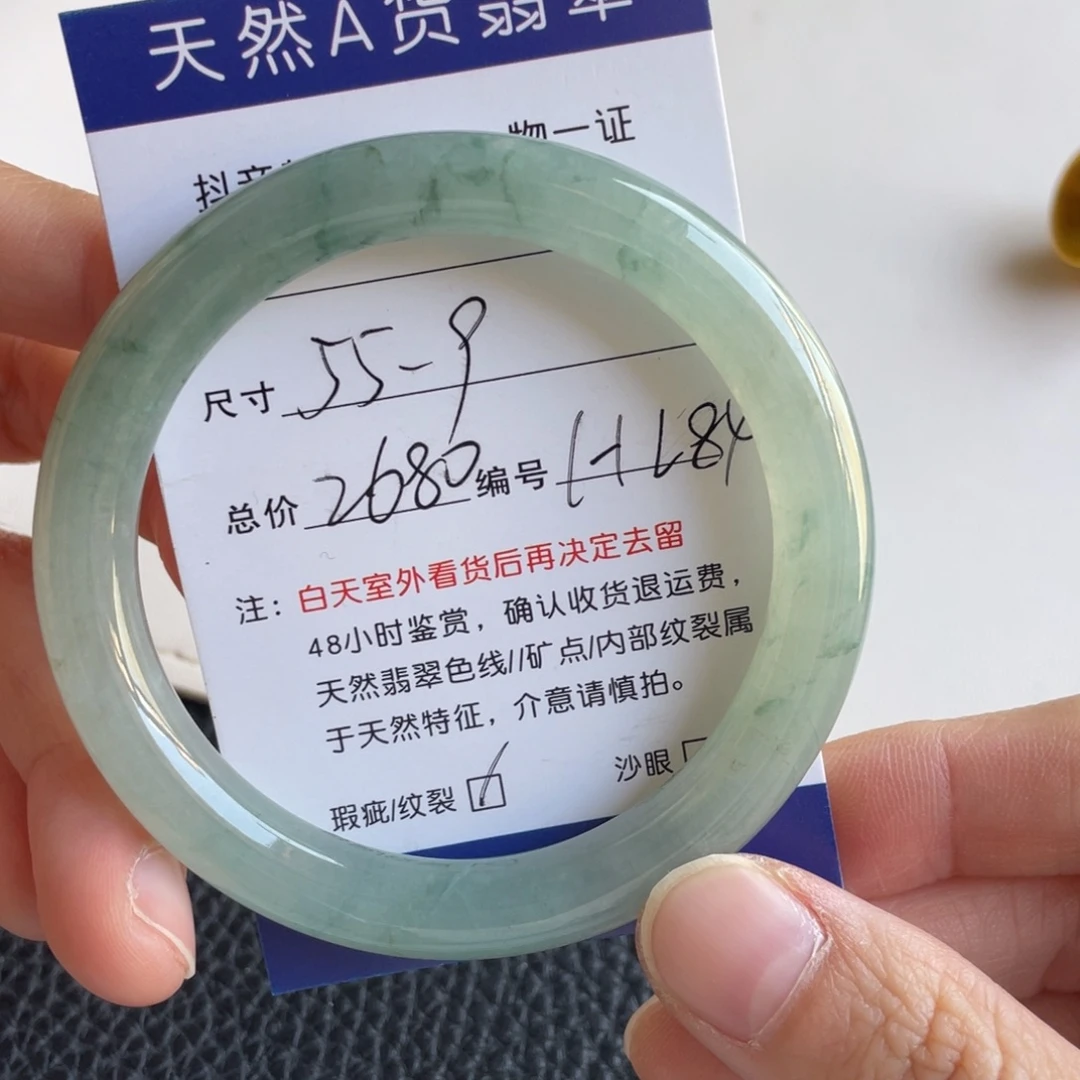 天然A货翡翠
抖音 物一证
尺寸 55-9
总价 2680 编号
注：白天室外看货后再决定去留
48小时鉴赏，确认收货退运费，
天然翡翠色线//矿点/内部纹裂属
于天然特征，介意请慎拍。
瑕疵/纹裂 沙眼